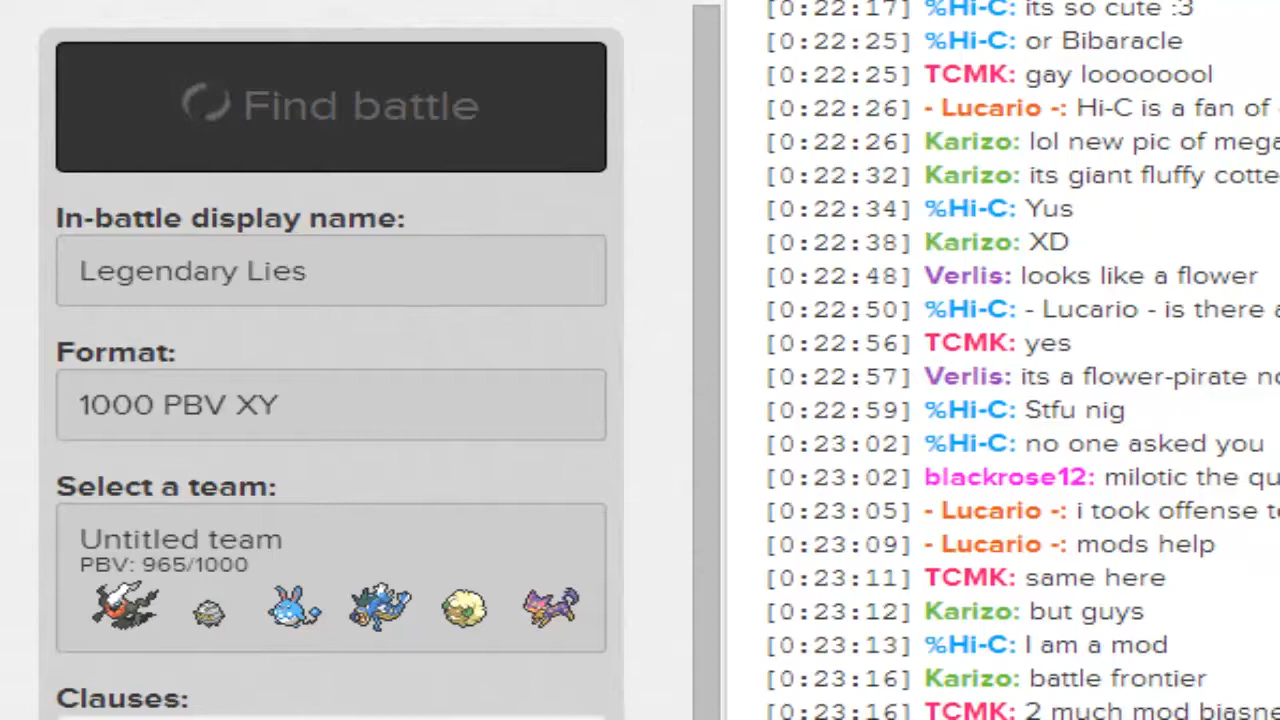 Find battle
In-battle display name:
Legendary Lies
Format:
1000 PBV XY
Select a team:
Untitled team
PBV: 965/1000
Clauses:
[0:22:17] %Hi-C: its so cute :3
[0:22:25] %Hi-C: or Bibaracle
[0:22:25] TCMK: gay looooooool
[0:22:26] - Lucario -: Hi-C is a fan of
[0:22:26] Karizo: lol new pic of mega
[0:22:32] Karizo: its giant fluffy cotte
[0:22:34] %Hi-C: Yus
[0:22:38] Karizo: XD
[0:22:48] Verlis: looks like a flower
[0:22:50] %Hi-C: - Lucario - is there a
[0:22:56] TCMK: yes
[0:22:57] Verlis: its a flower-pirate no
[0:22:59] %Hi-C: Stfu nig
[0:23:02] %Hi-C: no one asked you
[0:23:02] blackrose12: milotic the qu
[0:23:05] - Lucario -: i took offense to
[0:23:09] - Lucario -: mods help
[0:23:11] TCMK: same here
[0:23:12] Karizo: but guys
[0:23:13] %Hi-C: I am a mod
[0:23:16] Karizo: battle frontier
[0:23:16] TCMK: 2 much mod biasne